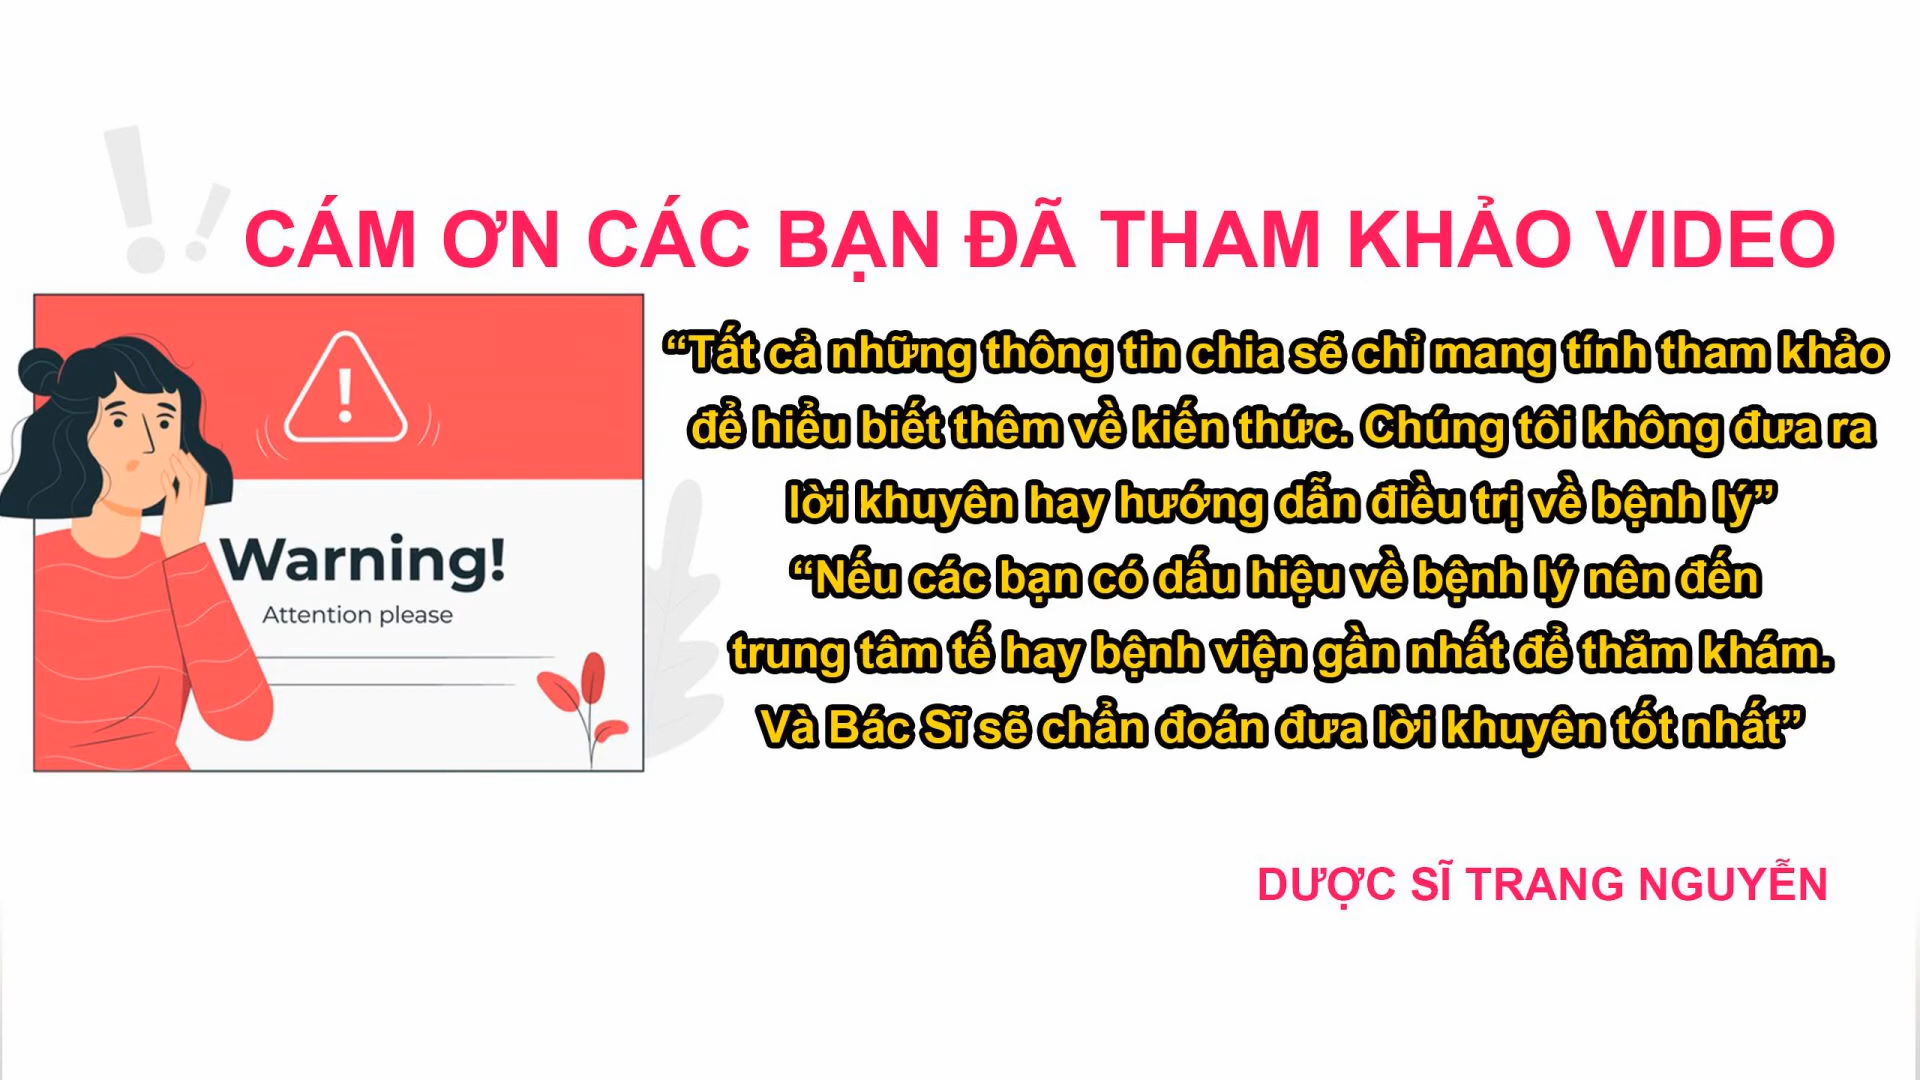 CÁM ƠN CÁC BẠN ĐÃ THAM KHẢO VIDEO
“Tất cả những thông tin chia sẽ chỉ mang tính tham khảo
để hiểu biết thêm về kiến thức. Chúng tôi không đưa ra
lời khuyên hay hướng dẫn điều trị về bệnh lý”
“Nếu các bạn có dấu hiệu về bệnh lý nên đến
trung tâm tế hay bệnh viện gần nhất để thăm khám.
Và Bác Sĩ sẽ chẩn đoán đưa lời khuyên tốt nhất”
Warning!
Attention please
DƯỢC SĨ TRANG NGUYỄN